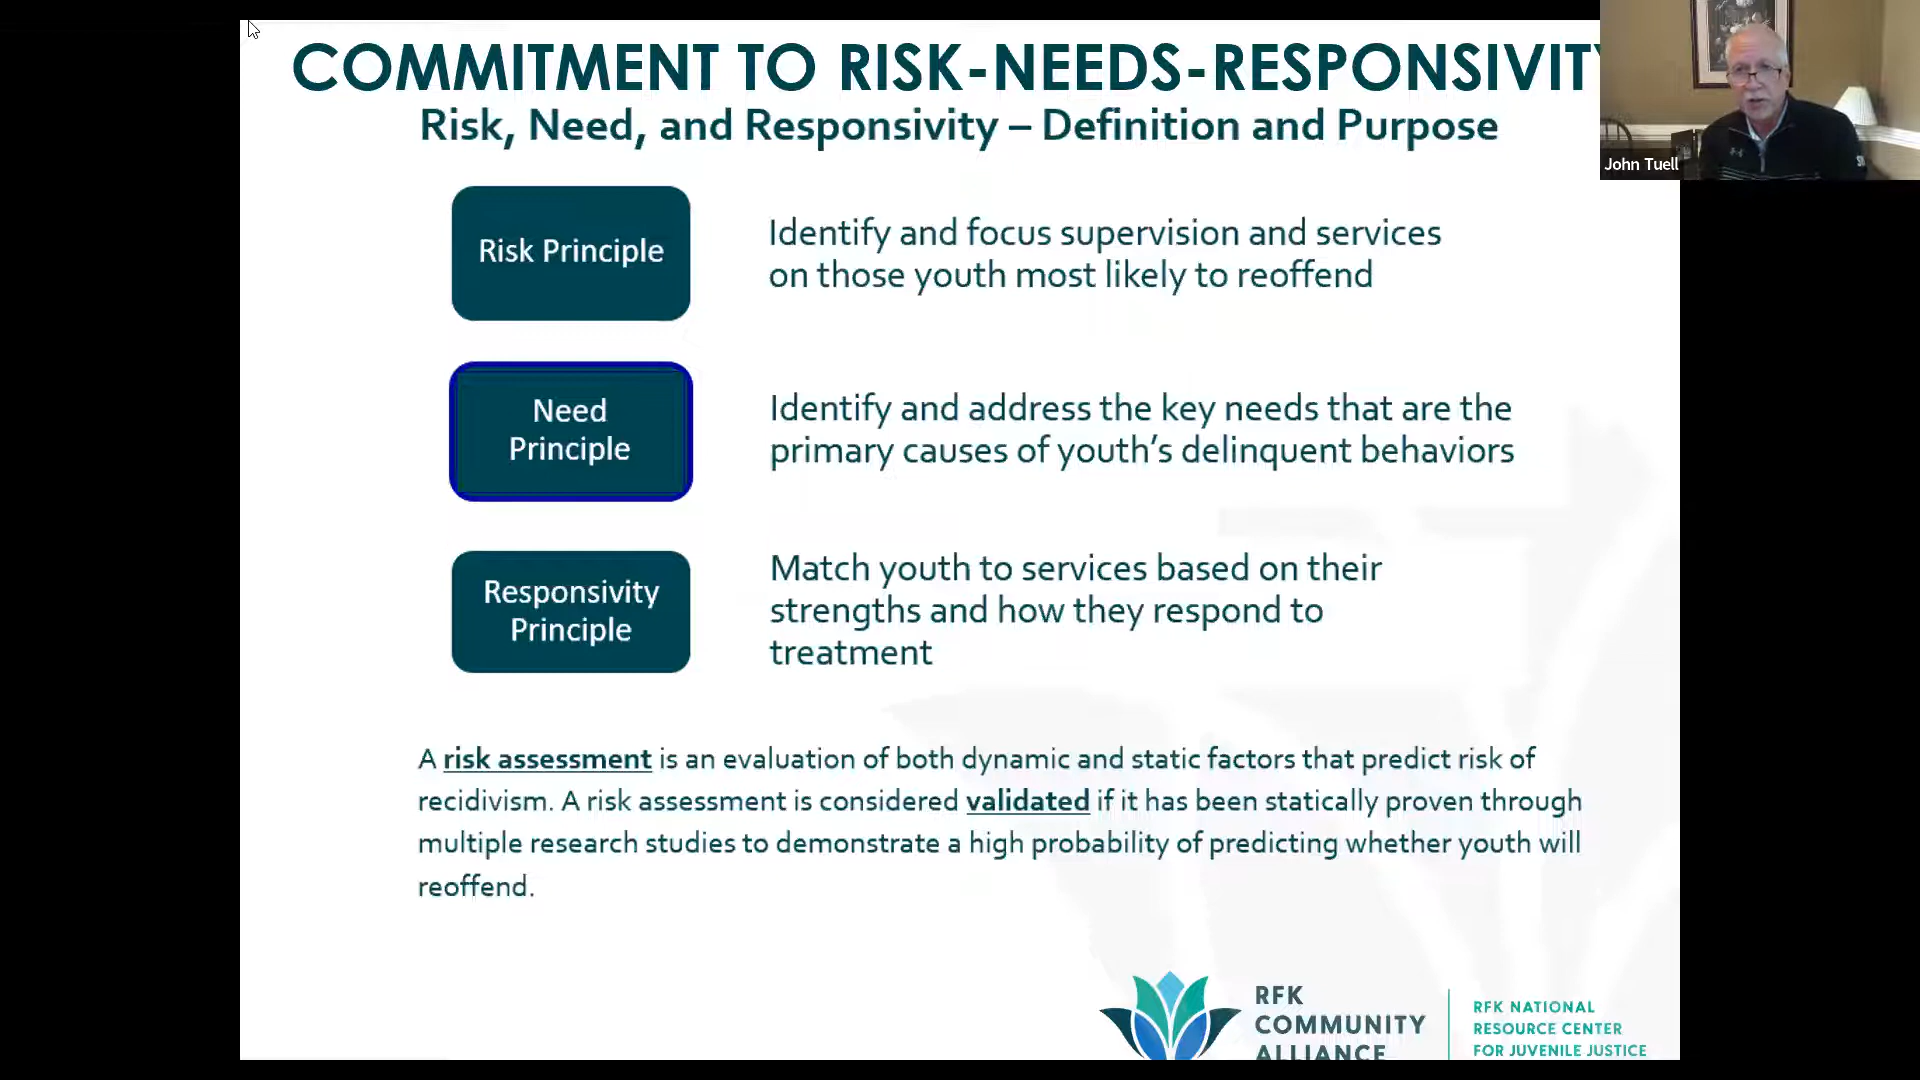 COMMITMENT TO RISK-NEEDS-RESPONSIVITY
Risk, Need, and Responsivity – Definition and Purpose
John Tuell
Risk Principle
Identify and focus supervision and services
on those youth most likely to reoffend
Need
Principle
Identify and address the key needs that are the
primary causes of youth’s delinquent behaviors
Responsivity
Principle
Match youth to services based on their
strengths and how they respond to
treatment
A risk assessment is an evaluation of both dynamic and static factors that predict risk of
recidivism. A risk assessment is considered validated if it has been statically proven through
multiple research studies to demonstrate a high probability of predicting whether youth will
reoffend.
RFK
COMMUNITY
ALLIANCE
RFK NATIONAL
RESOURCE CENTER
FOR JUVENILE JUSTICE